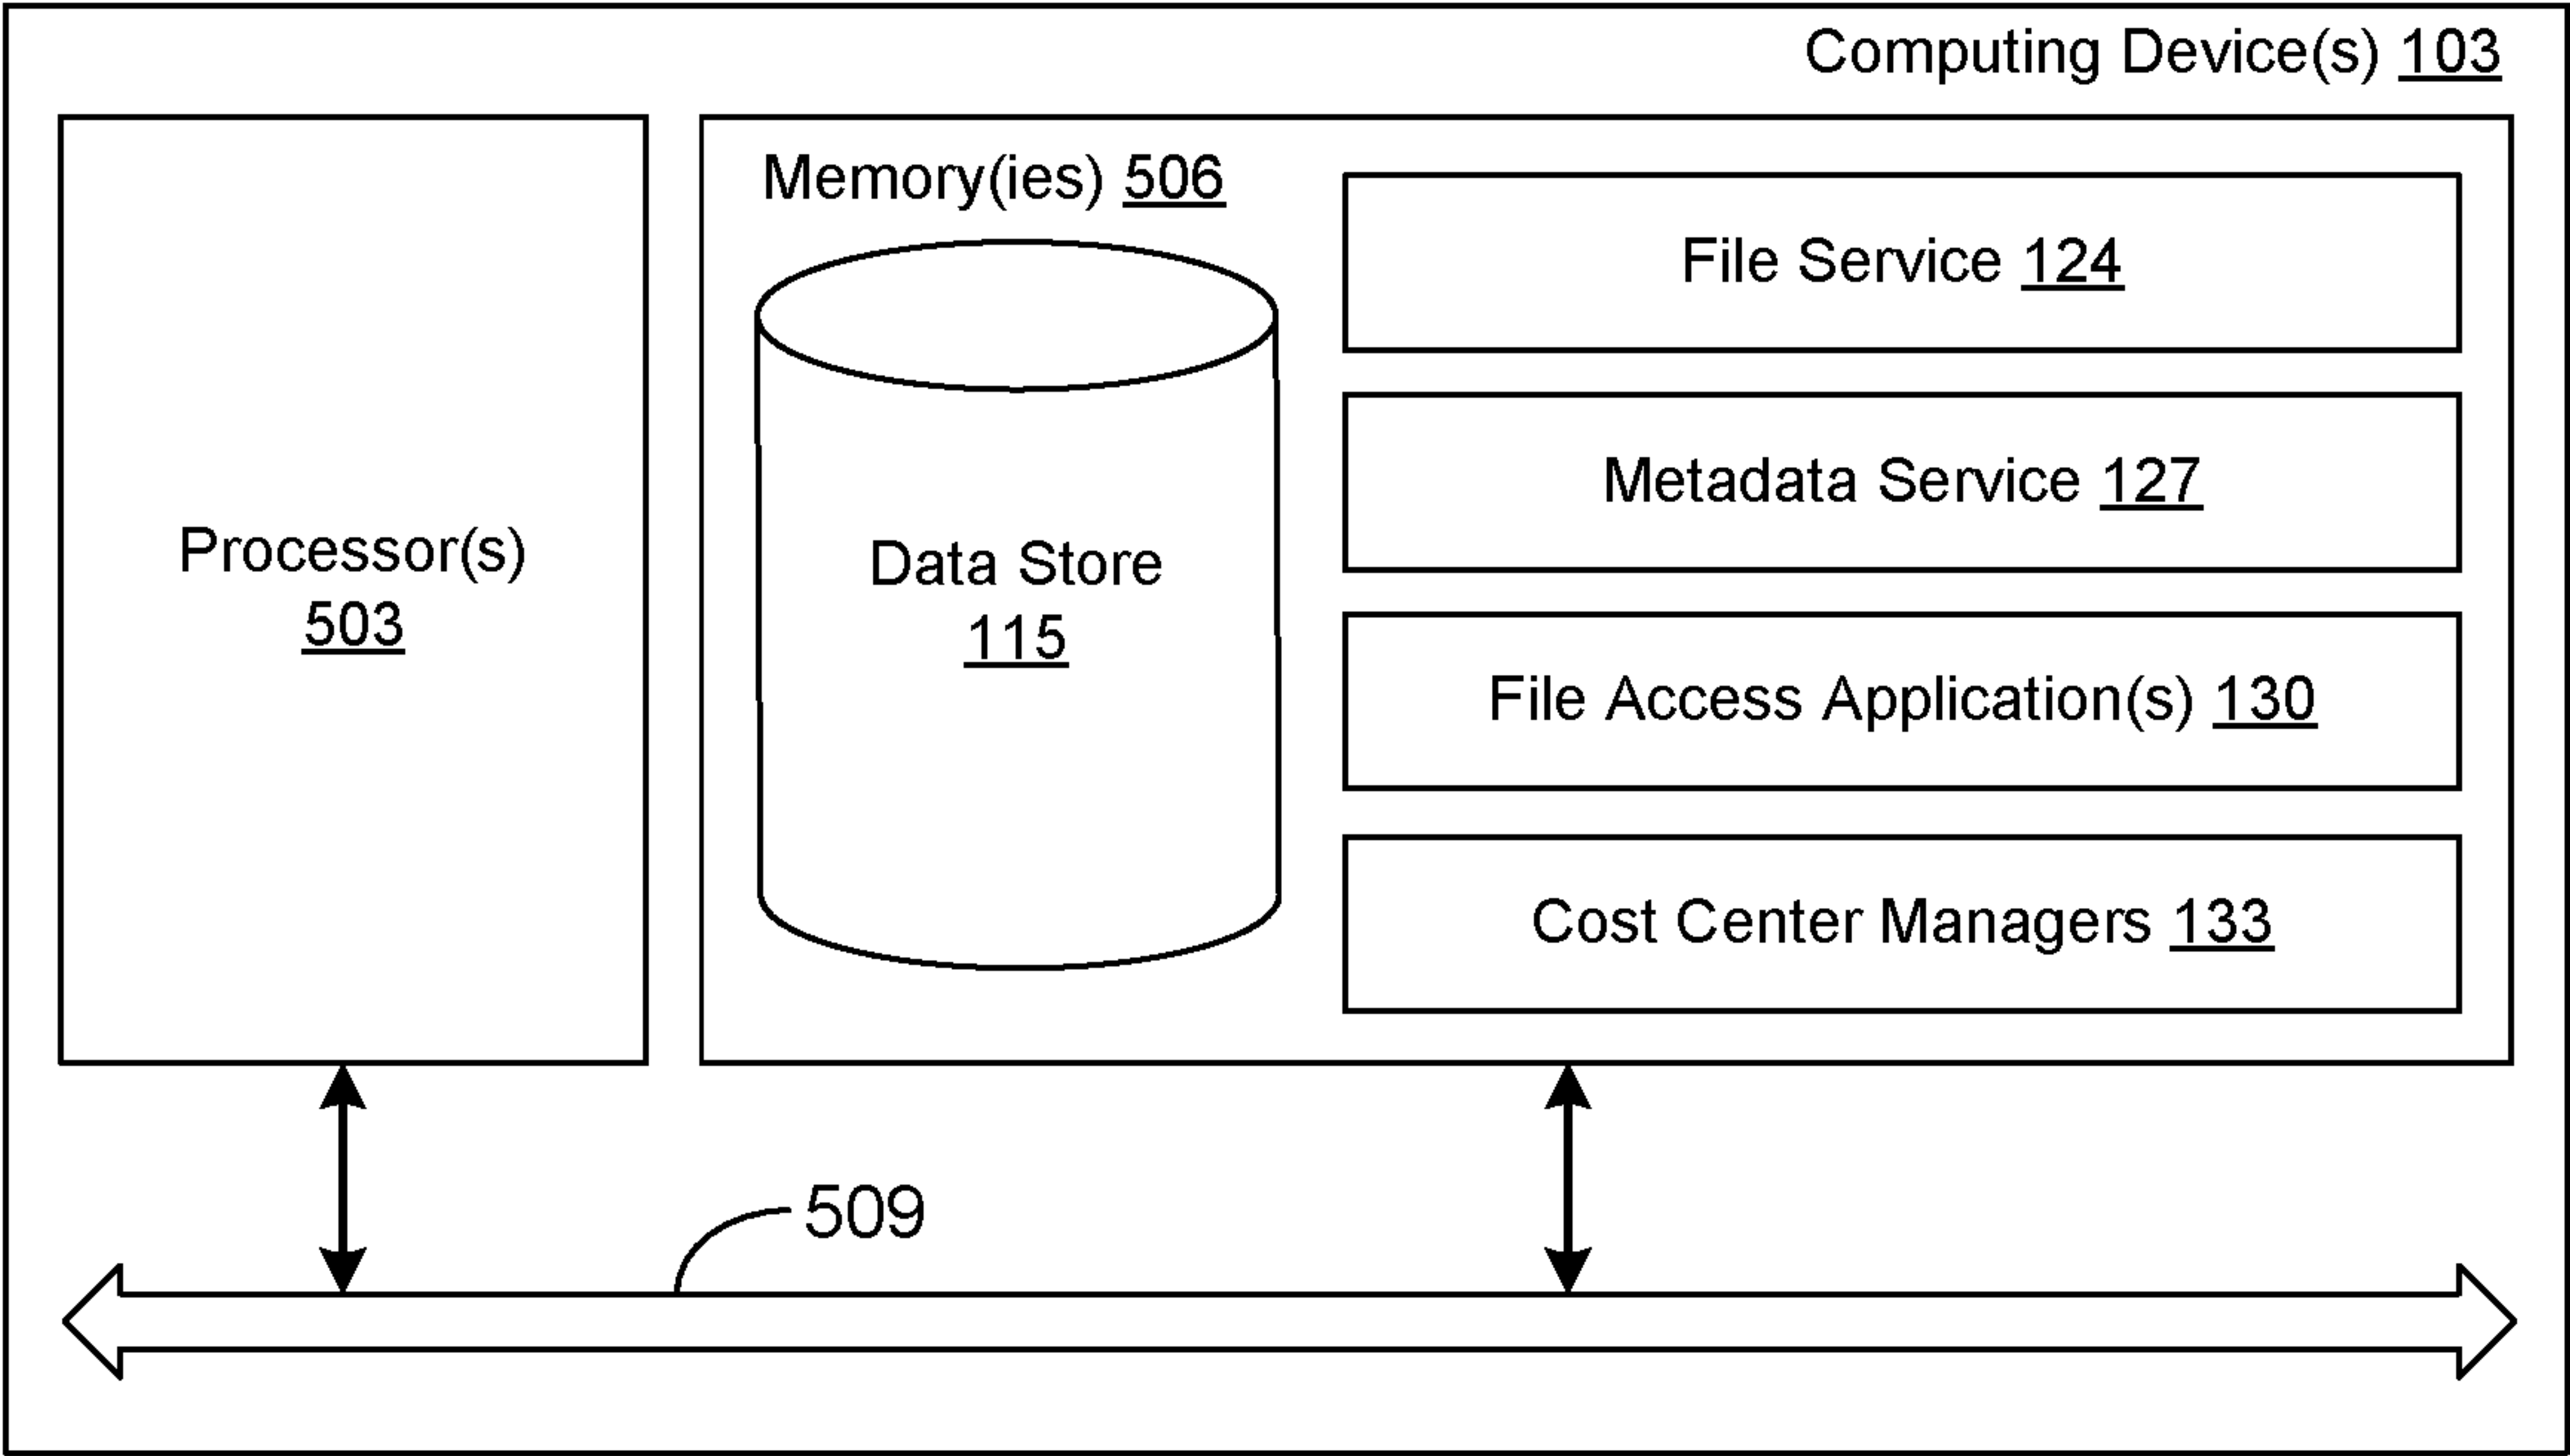 Computing Device(s) 103
Processor(s)
503
Memory(ies) 506
Data Store
115
File Service 124
Metadata Service 127
File Access Application(s) 130
Cost Center Managers 133
509